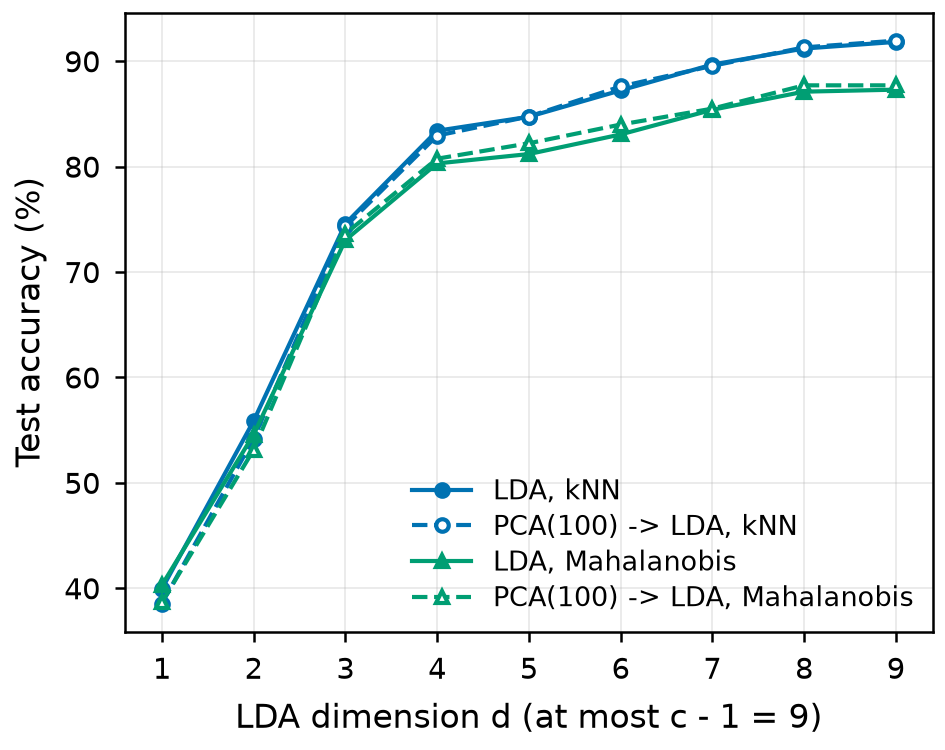 90
80
70
60
50
40
Test accuracy (%)
LDA, kNN
PCA(100) -> LDA, kNN
LDA, Mahalanobis
PCA(100) -> LDA, Mahalanobis
1 2 3 4 5 6 7 8 9
LDA dimension d (at most c - 1 = 9)